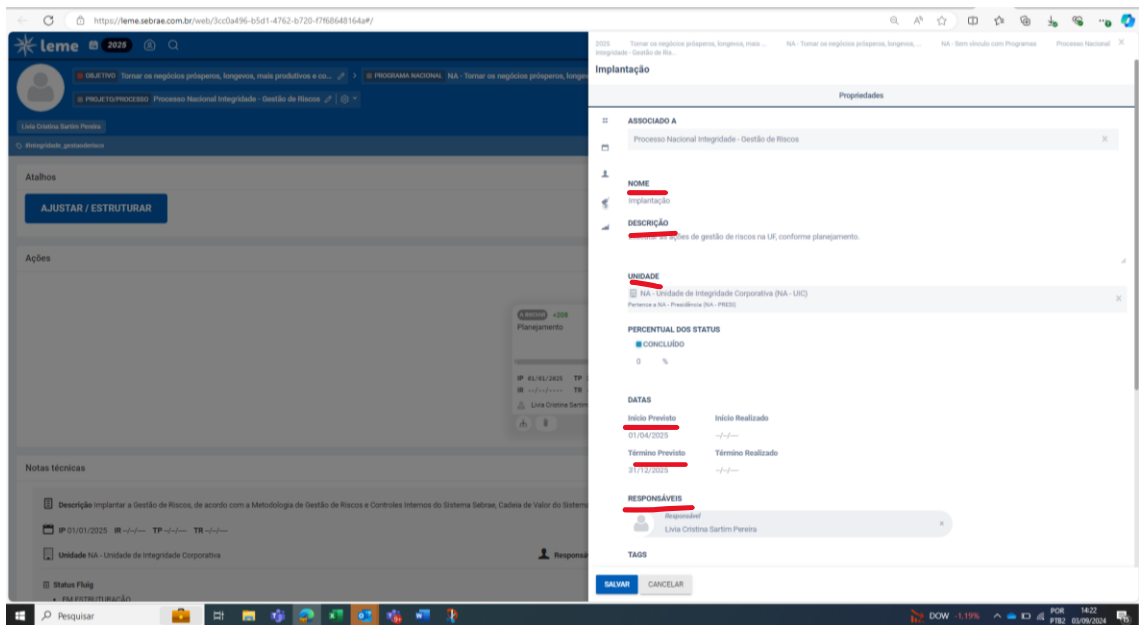 https://leme.sebrae.com.br/web/3cc0a496-b5d1-4762-b720-f7f68648164a#/
leme 2025
OBJETIVO Tornar os negócios prósperos, longevos, mais produtivos e co...
PROGRAMA NACIONAL NA - Tornar os negócios prósperos, longev
PROJETO/PROCESSO Processo Nacional Integridade - Gestão de Riscos
Livia Cristina Sartim Pereira
#integridade_gestaoderisco
Atalhos
AJUSTAR / ESTRUTURAR
Ações
A INICIAR +208
Planejamento
IP 01/01/2025 TP
IR --/--/---- TR
Livia Cristina Sartim
Notas técnicas
Descrição Implantar a Gestão de Riscos, de acordo com a Metodologia de Gestão de Riscos e Controles Internos do Sistema Sebrae, Cadeia de Valor do Sistema
IP 01/01/2025 IR --/--/---- TP --/--/---- TR --/--/----
Unidade NA - Unidade de Integridade Corporativa
Responsá
Status Fluig
EM ESTRUTURAÇÃO
2025 Tornar os negócios prósperos, longevos, mais ... NA - Tornar os negócios prósperos, longevos, ... NA - Sem vínculo com Programas Processo Nacional
Integridade - Gestão de Ris...
Implantação
Propriedades
ASSOCIADO A
Processo Nacional Integridade - Gestão de Riscos
NOME
Implantação
DESCRIÇÃO
as ações de gestão de riscos na UF, conforme planejamento.
UNIDADE
NA - Unidade de Integridade Corporativa (NA - UIC)
Pertence a NA - Presidência (NA - PRESI)
PERCENTUAL DOS STATUS
CONCLUÍDO
0 %
DATAS
Início Previsto Início Realizado
01/04/2025 --/--/----
Término Previsto Término Realizado
31/12/2025 --/--/----
RESPONSÁVEIS
Responsável
Livia Cristina Sartim Pereira
TAGS
SALVAR CANCELAR
Pesquisar
DOW -1,19%
POR 14:22
PTB2 03/09/2024